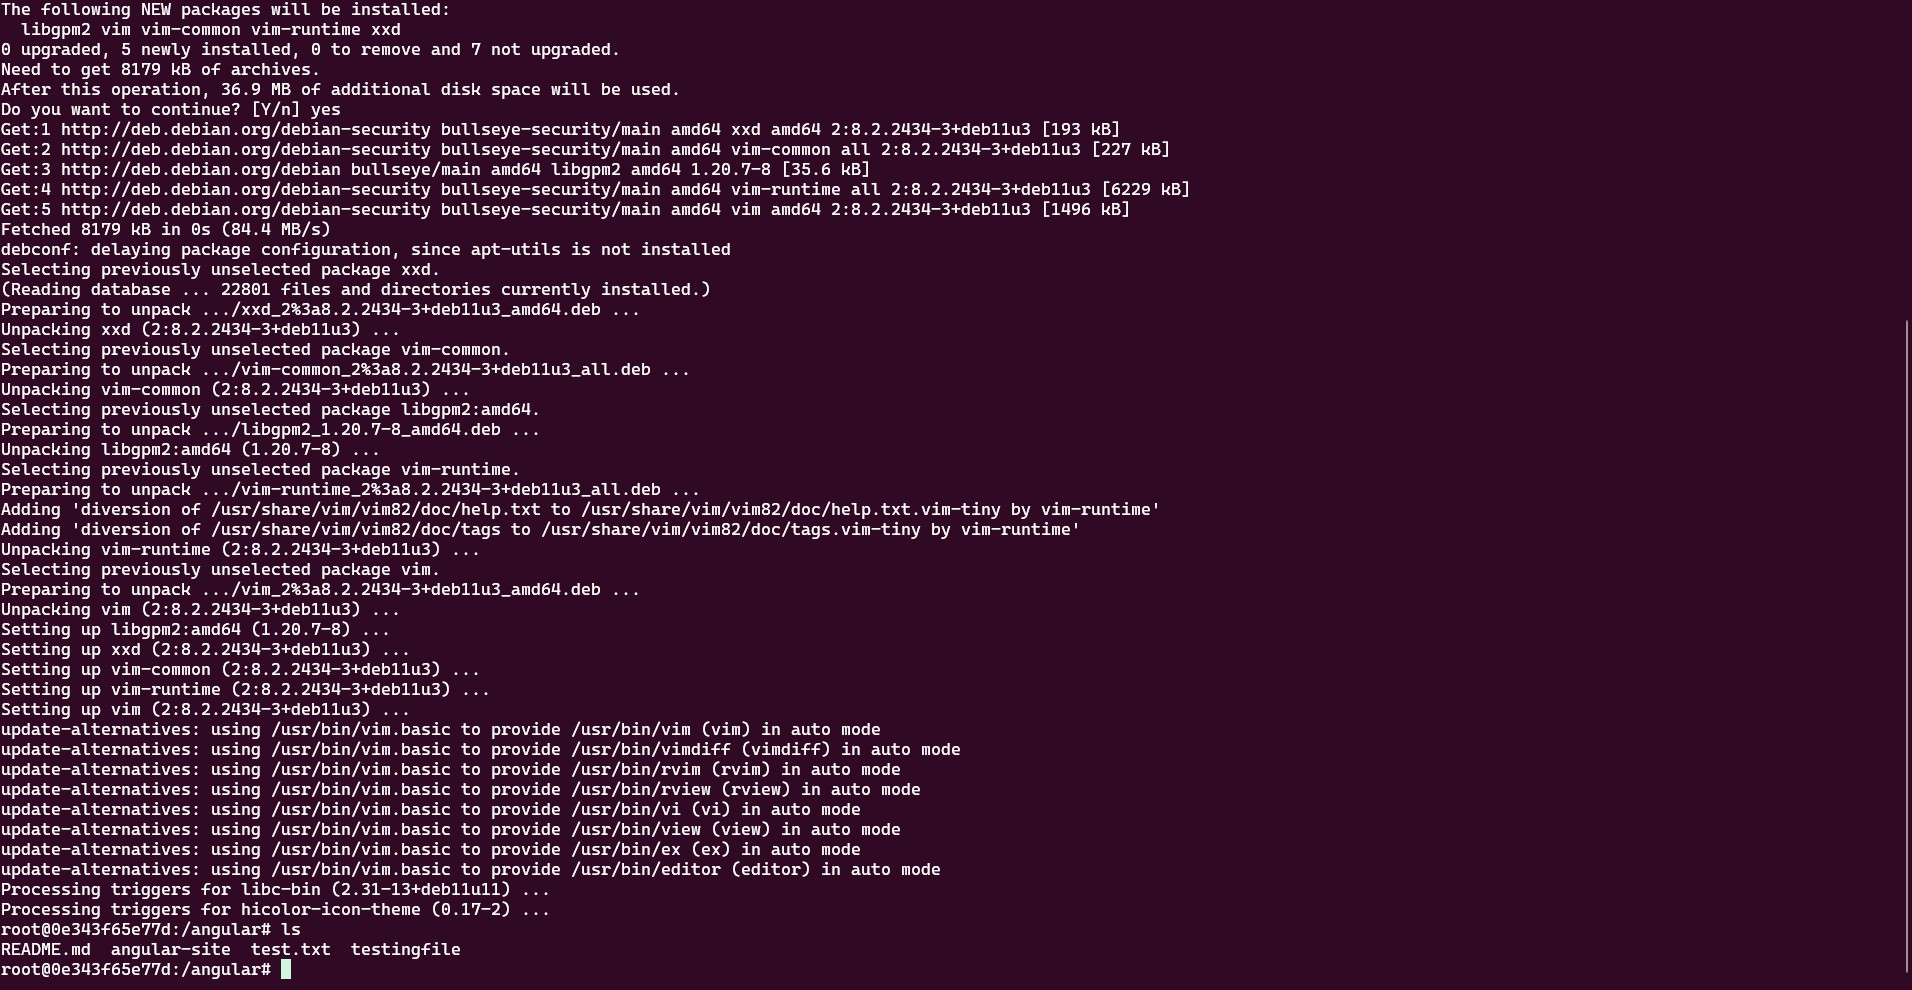 The following NEW packages will be installed:
  libgpm2 vim vim-common vim-runtime xxd
0 upgraded, 5 newly installed, 0 to remove and 7 not upgraded.
Need to get 8179 kB of archives.
After this operation, 36.9 MB of additional disk space will be used.
Do you want to continue? [Y/n] yes
Get:1 http://deb.debian.org/debian-security bullseye-security/main amd64 xxd amd64 2:8.2.2434-3+deb11u3 [193 kB]
Get:2 http://deb.debian.org/debian-security bullseye-security/main amd64 vim-common all 2:8.2.2434-3+deb11u3 [227 kB]
Get:3 http://deb.debian.org/debian bullseye/main amd64 libgpm2 amd64 1.20.7-8 [35.6 kB]
Get:4 http://deb.debian.org/debian-security bullseye-security/main amd64 vim-runtime all 2:8.2.2434-3+deb11u3 [6229 kB]
Get:5 http://deb.debian.org/debian-security bullseye-security/main amd64 vim amd64 2:8.2.2434-3+deb11u3 [1496 kB]
Fetched 8179 kB in 0s (84.4 MB/s)
debconf: delaying package configuration, since apt-utils is not installed
Selecting previously unselected package xxd.
(Reading database ... 22801 files and directories currently installed.)
Preparing to unpack .../xxd_2%3a8.2.2434-3+deb11u3_amd64.deb ...
Unpacking xxd (2:8.2.2434-3+deb11u3) ...
Selecting previously unselected package vim-common.
Preparing to unpack .../vim-common_2%3a8.2.2434-3+deb11u3_all.deb ...
Unpacking vim-common (2:8.2.2434-3+deb11u3) ...
Selecting previously unselected package libgpm2:amd64.
Preparing to unpack .../libgpm2_1.20.7-8_amd64.deb ...
Unpacking libgpm2:amd64 (1.20.7-8) ...
Selecting previously unselected package vim-runtime.
Preparing to unpack .../vim-runtime_2%3a8.2.2434-3+deb11u3_all.deb ...
Adding 'diversion of /usr/share/vim/vim82/doc/help.txt to /usr/share/vim/vim82/doc/help.txt.vim-tiny by vim-runtime'
Adding 'diversion of /usr/share/vim/vim82/doc/tags to /usr/share/vim/vim82/doc/tags.vim-tiny by vim-runtime'
Unpacking vim-runtime (2:8.2.2434-3+deb11u3) ...
Selecting previously unselected package vim.
Preparing to unpack .../vim_2%3a8.2.2434-3+deb11u3_amd64.deb ...
Unpacking vim (2:8.2.2434-3+deb11u3) ...
Setting up libgpm2:amd64 (1.20.7-8) ...
Setting up xxd (2:8.2.2434-3+deb11u3) ...
Setting up vim-common (2:8.2.2434-3+deb11u3) ...
Setting up vim-runtime (2:8.2.2434-3+deb11u3) ...
Setting up vim (2:8.2.2434-3+deb11u3) ...
update-alternatives: using /usr/bin/vim.basic to provide /usr/bin/vim (vim) in auto mode
update-alternatives: using /usr/bin/vim.basic to provide /usr/bin/vimdiff (vimdiff) in auto mode
update-alternatives: using /usr/bin/vim.basic to provide /usr/bin/rvim (rvim) in auto mode
update-alternatives: using /usr/bin/vim.basic to provide /usr/bin/rview (rview) in auto mode
update-alternatives: using /usr/bin/vim.basic to provide /usr/bin/vi (vi) in auto mode
update-alternatives: using /usr/bin/vim.basic to provide /usr/bin/view (view) in auto mode
update-alternatives: using /usr/bin/vim.basic to provide /usr/bin/ex (ex) in auto mode
update-alternatives: using /usr/bin/vim.basic to provide /usr/bin/editor (editor) in auto mode
Processing triggers for libc-bin (2.31-13+deb11u11) ...
Processing triggers for hicolor-icon-theme (0.17-2) ...
root@0e343f65e77d:/angular# ls
README.md  angular-site  test.txt  testingfile
root@0e343f65e77d:/angular#